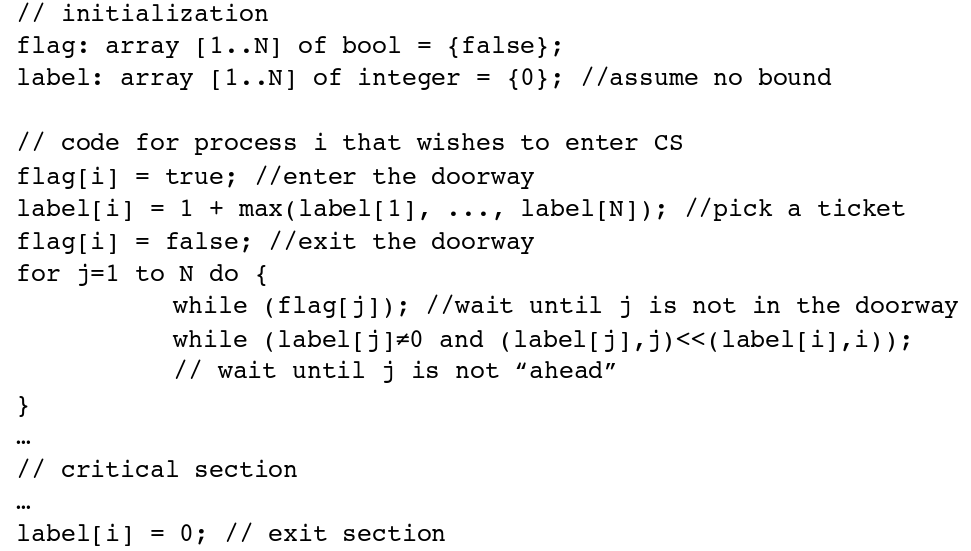 // initialization
flag: array [1..N] of bool = {false};
label: array [1..N] of integer = {0}; //assume no bound
// code for process i that wishes to enter CS
flag[i] = true; //enter the doorway
label[i] = 1 + max(label[1], ..., label[N]); //pick a ticket
flag[i] = false; //exit the doorway
for j=1 to N do {
while (flag[j]); //wait until j is not in the doorway
while (label[j]≠0 and (label[j],j)<<(label[i],i));
// wait until j is not “ahead”
}
…
// critical section
…
label[i] = 0; // exit section